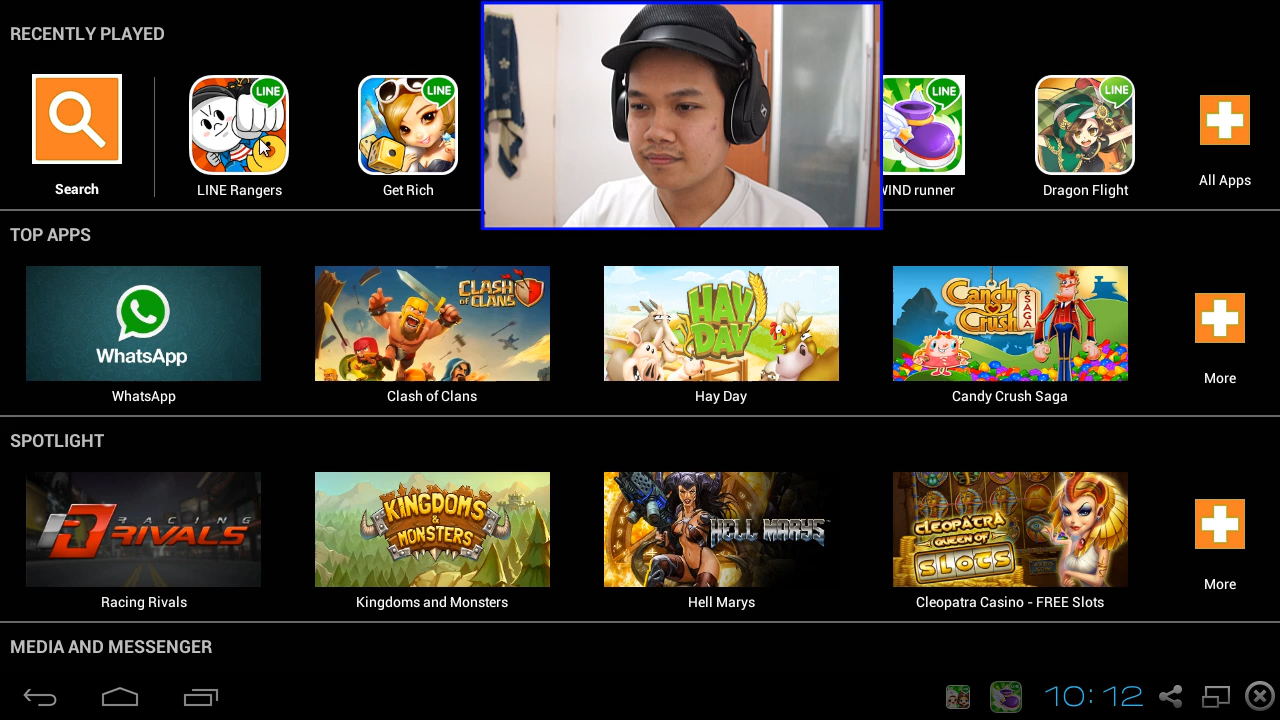 RECENTLY PLAYED
LINE
LINE
LINE
LINE
Search
LINE Rangers
Get Rich
WIND runner
Dragon Flight
All Apps
TOP APPS
WhatsApp
CLASH OF CLANS
HAY DAY
Candy Crush SAGA
WhatsApp
Clash of Clans
Hay Day
Candy Crush Saga
More
SPOTLIGHT
RACING RIVALS
KINGDOMS & MONSTERS
HELL MARYS
CLEOPATRA QUEEN OF SLOTS
Racing Rivals
Kingdoms and Monsters
Hell Marys
Cleopatra Casino - FREE Slots
More
MEDIA AND MESSENGER
10:12